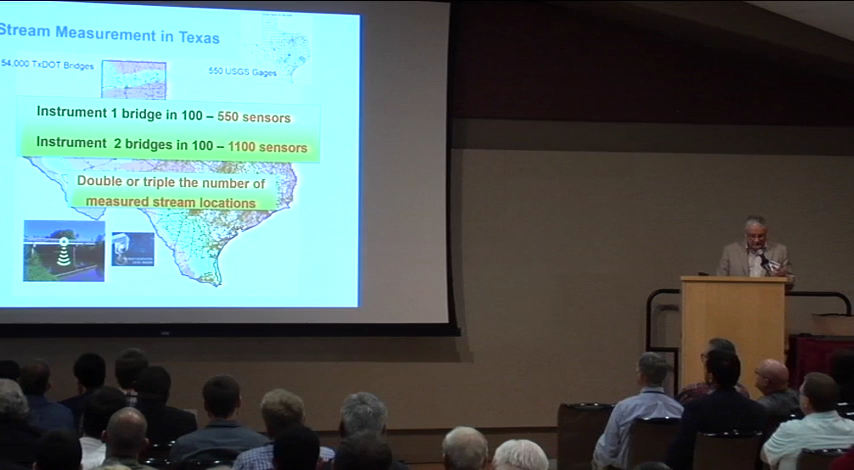 Stream Measurement in Texas
54,000 TxDOT Bridges
550 USGS Gages
Instrument 1 bridge in 100 – 550 sensors
Instrument 2 bridges in 100 – 1100 sensors
Double or triple the number of
measured stream locations